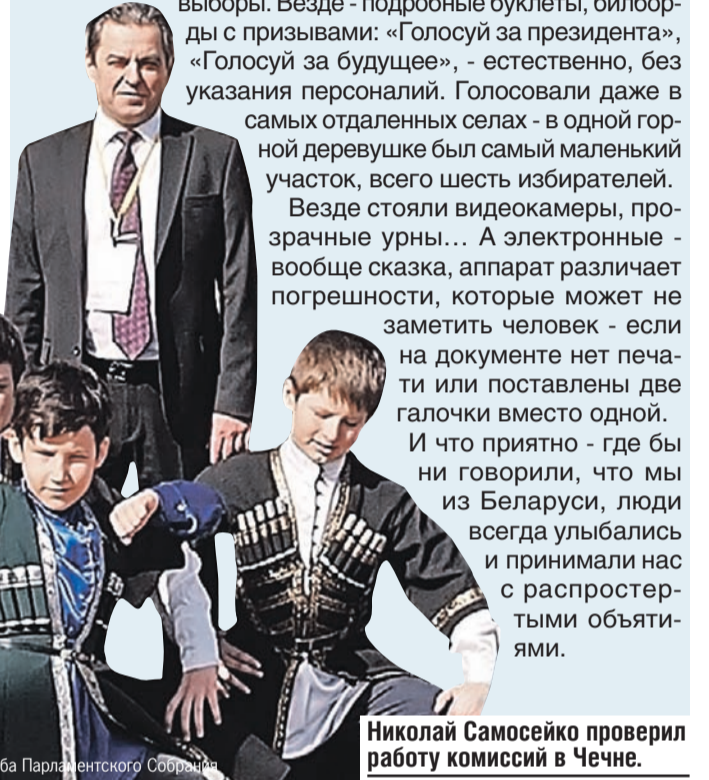 выборы. Везде - подробные буклеты, билбор-
ды с призывами: «Голосуй за президента»,
«Голосуй за будущее», - естественно, без
указания персоналий. Голосовали даже в
самых отдаленных селах - в одной гор-
ной деревушке был самый маленький
участок, всего шесть избирателей.
Везде стояли видеокамеры, про-
зрачные урны... А электронные -
вообще сказка, аппарат различает
погрешности, которые может не
заметить человек - если
на документе нет печа-
ти или поставлены две
галочки вместо одной.
И что приятно - где бы
ни говорили, что мы
из Беларуси, люди
всегда улыбались
и принимали нас
с распростер-
тыми объяти-
ями.
Николай Самосейко проверил
работу комиссий в Чечне.
Парламентского Собрания